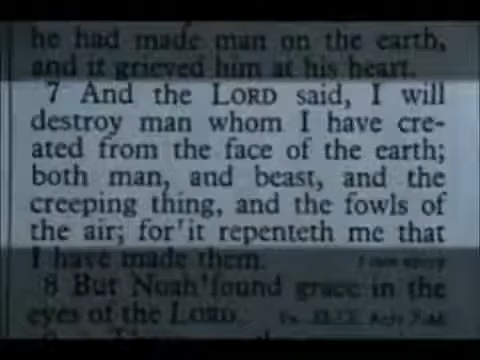 he had made man on the earth,
and it grieved him at his heart.
7 And the LORD said, I will
destroy man whom I have cre-
ated from the face of the earth;
both man, and beast, and the
creeping thing, and the fowls of
the air; for it repenteth me that
I have made them.
8 But Noah found grace in the
eyes of the LORD.